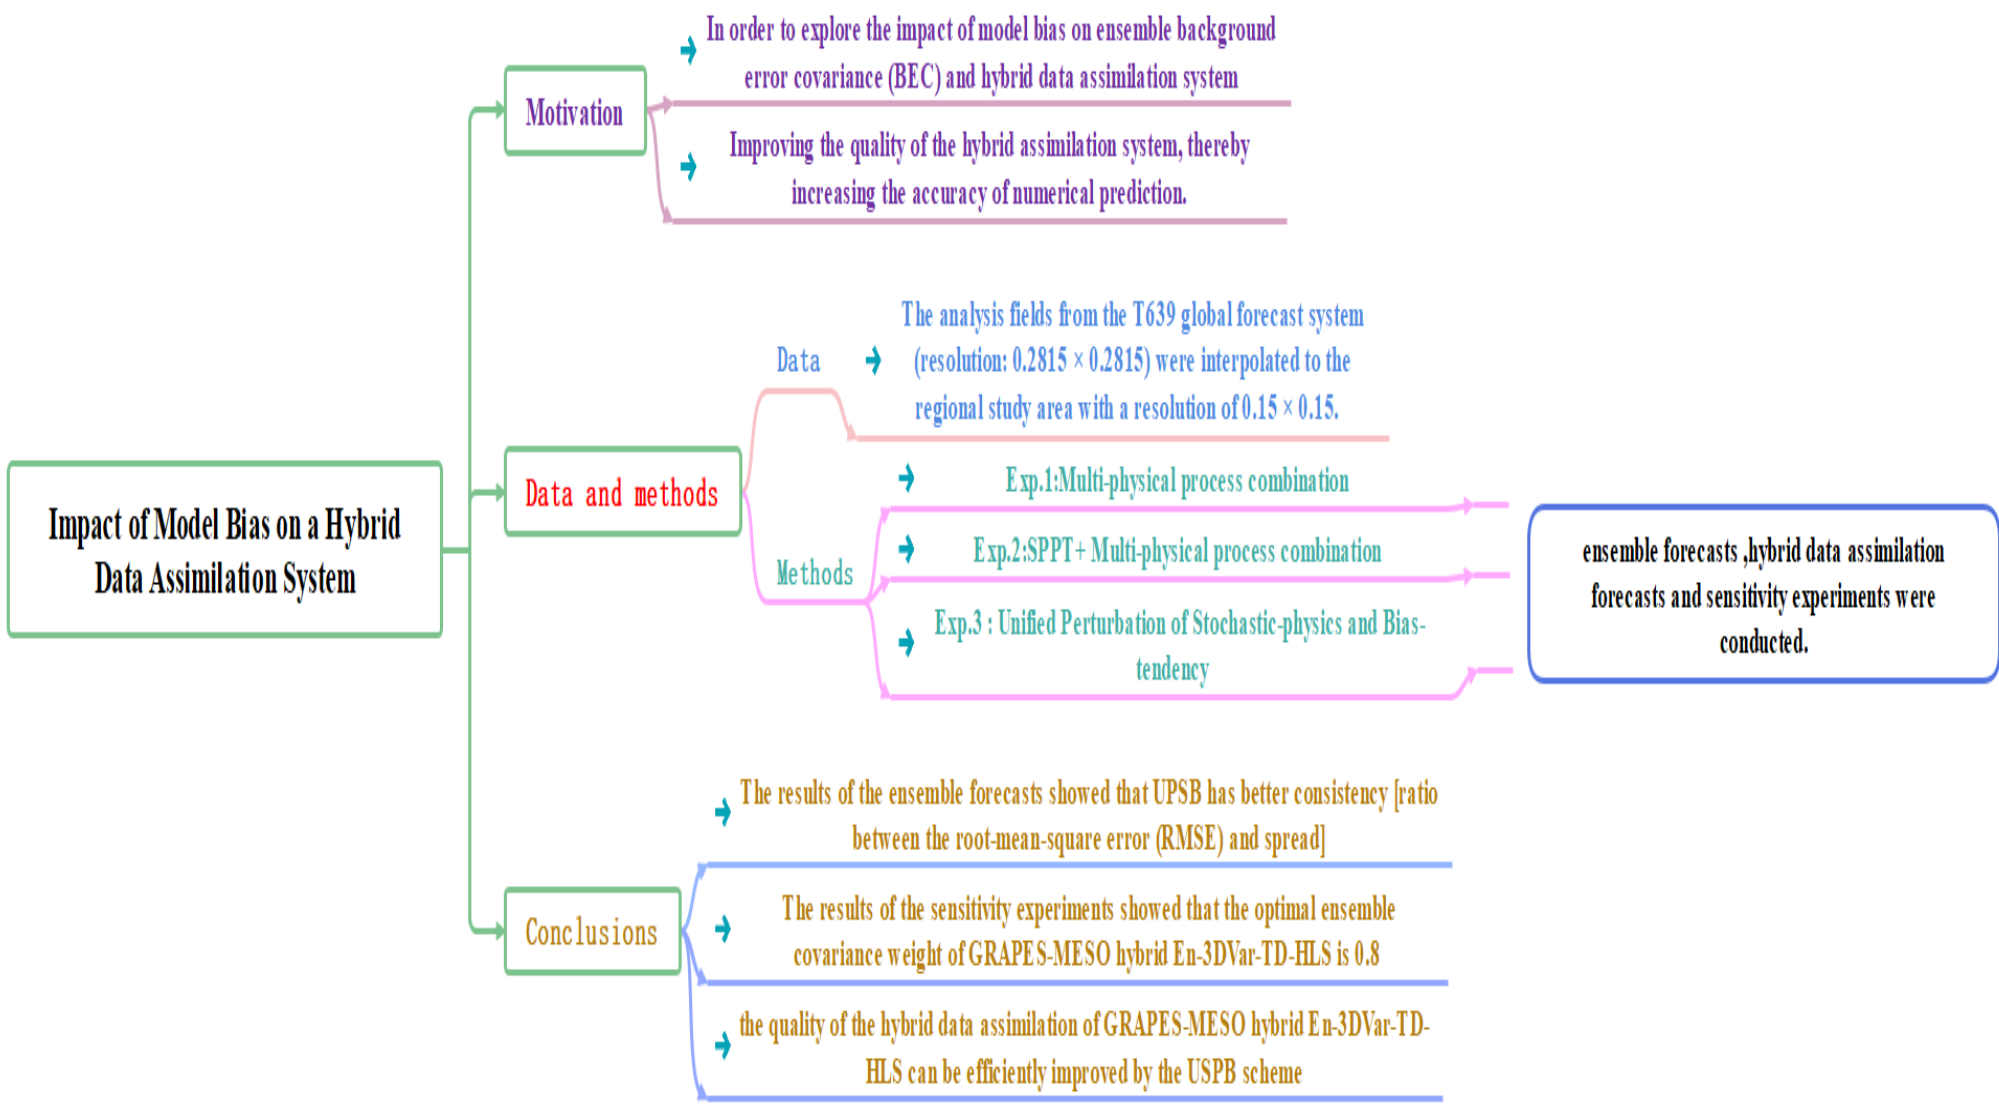 In order to explore the impact of model bias on ensemble background
error covariance (BEC) and hybrid data assimilation system
Motivation
Improving the quality of the hybrid assimilation system, thereby
increasing the accuracy of numerical prediction.
The analysis fields from the T639 global forecast system
Data
(resolution: 0.2815 × 0.2815) were interpolated to the
regional study area with a resolution of 0.15 × 0.15.
Data and methods
Impact of Model Bias on a Hybrid
Data Assimilation System
Methods
Exp.1:Multi-physical process combination
Exp.2:SPPT+ Multi-physical process combination
Exp.3 : Unified Perturbation of Stochastic-physics and Bias-
tendency
ensemble forecasts ,hybrid data assimilation
forecasts and sensitivity experiments were
conducted.
The results of the ensemble forecasts showed that UPSB has better consistency [ratio
between the root-mean-square error (RMSE) and spread]
Conclusions
The results of the sensitivity experiments showed that the optimal ensemble
covariance weight of GRAPES-MESO hybrid En-3DVar-TD-HLS is 0.8
the quality of the hybrid data assimilation of GRAPES-MESO hybrid En-3DVar-TD-
HLS can be efficiently improved by the USPB scheme